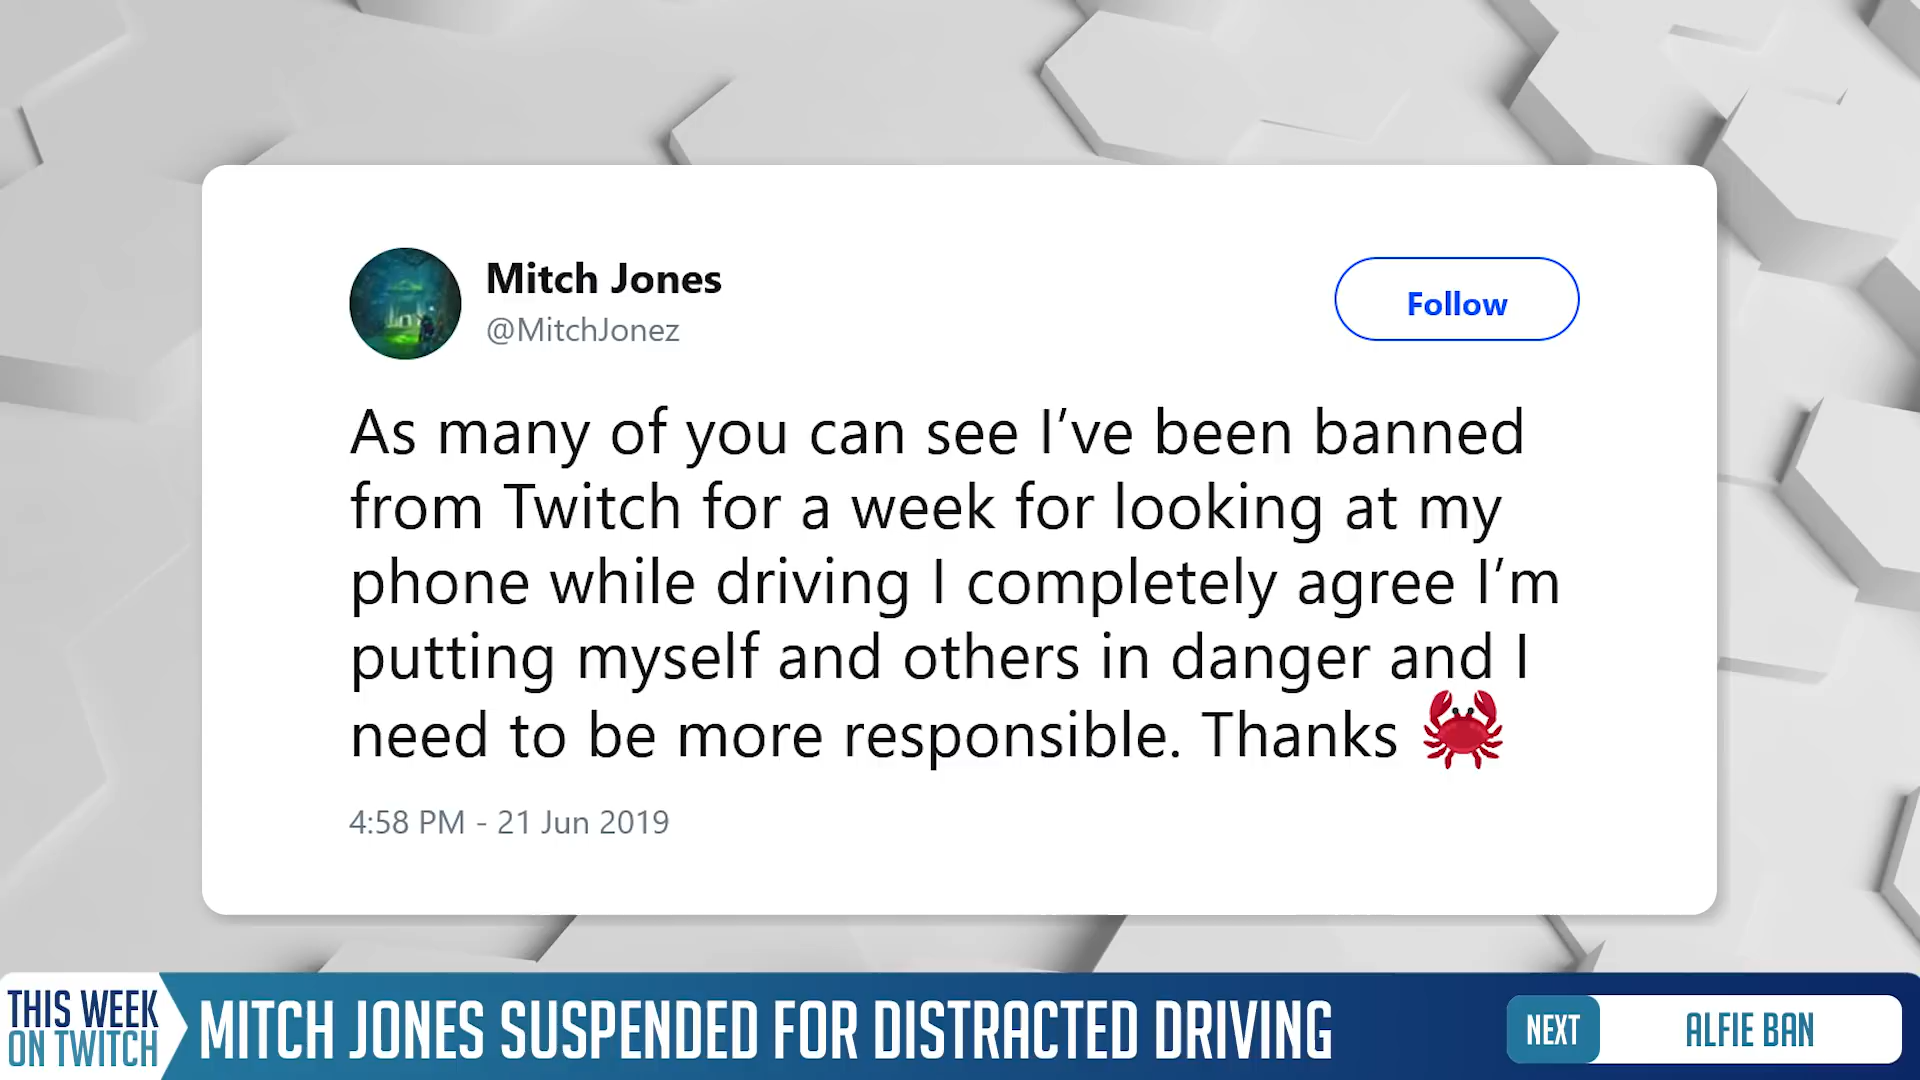 Mitch Jones
@MitchJonez
Follow
As many of you can see I’ve been banned
from Twitch for a week for looking at my
phone while driving I completely agree I’m
putting myself and others in danger and I
need to be more responsible. Thanks 🦀
4:58 PM - 21 Jun 2019
THIS WEEK
ON TWITCH
MITCH JONES SUSPENDED FOR DISTRACTED DRIVING
NEXT
ALFIE BAN